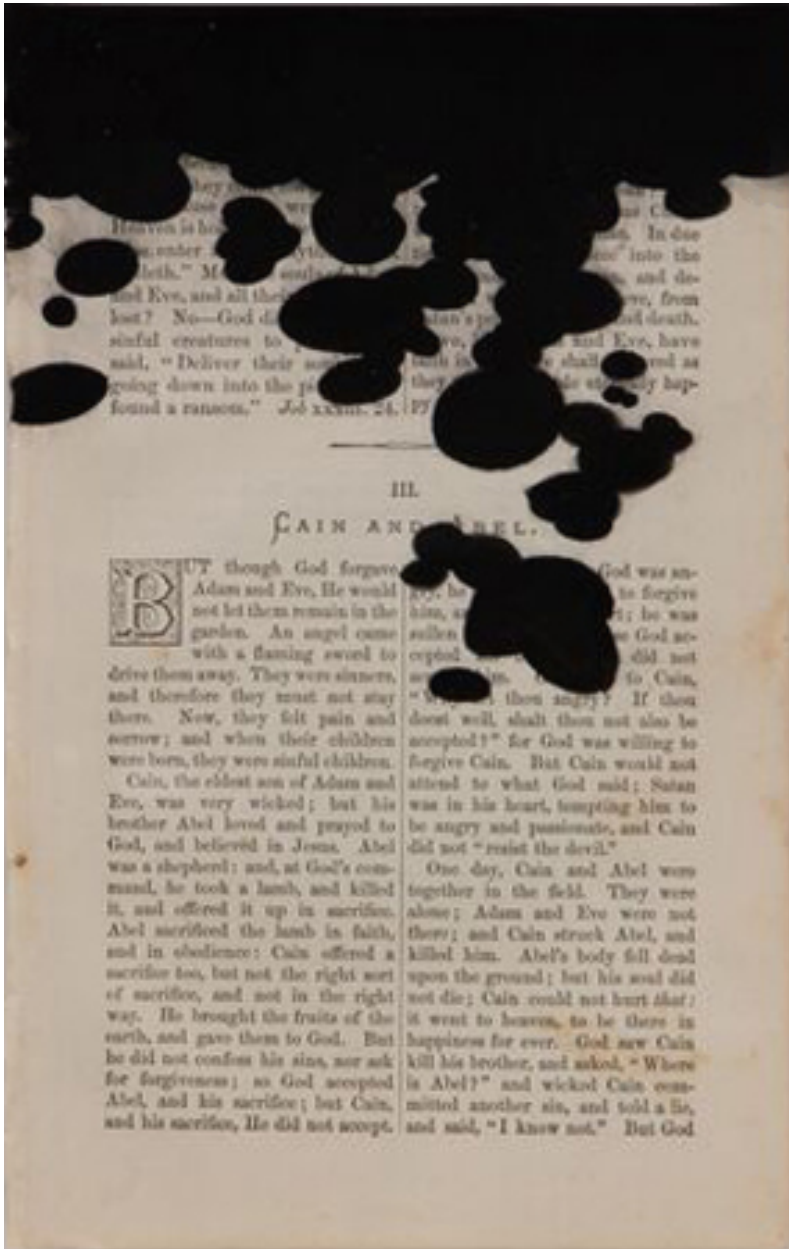 Heaven is
enter
leth."
and Eve, and all their
lost? No—God
sinful creatures to
said, "Deliver their
going down into the
found a ransom." Job xxxiii. 24.
In due
into the
and de-
from
death.
and Eve, have
shall as
they hap-
III.
CAIN AND ABEL.
BUT though God forgave
Adam and Eve, He would
not let them remain in the
garden. An angel came
with a flaming sword to
drive them away. They were sinners,
and therefore they must not stay
there. Now, they felt pain and
sorrow; and when their children
were born, they were sinful children.
Cain, the eldest son of Adam and
Eve, was very wicked; but his
brother Abel loved and prayed to
God, and believed in Jesus. Abel
was a shepherd: and, at God's com-
mand, he took a lamb, and killed
it, and offered it up in sacrifice.
Abel sacrificed the lamb in faith,
and in obedience: Cain offered a
sacrifice too, but not the right sort
of sacrifice, and not in the right
way. He brought the fruits of the
earth, and gave them to God. But
he did not confess his sins, nor ask
for forgiveness; so God accepted
Abel, and his sacrifice; but Cain,
and his sacrifice, He did not accept.
God was an-
gry, he to forgive
him, he was
sullen God ac-
cepted did not
to Cain,
thou angry? If thou
doest well, shalt thou not also be
accepted?" for God was willing to
forgive Cain. But Cain would not
attend to what God said; Satan
was in his heart, tempting him to
be angry and passionate, and Cain
did not "resist the devil."
One day, Cain and Abel were
together in the field. They were
alone; Adam and Eve were not
there; and Cain struck Abel, and
killed him. Abel's body fell dead
upon the ground; but his soul did
not die; Cain could not hurt that:
it went to heaven, to be there in
happiness for ever. God saw Cain
kill his brother, and asked, "Where
is Abel?" and wicked Cain com-
mitted another sin, and told a lie,
and said, "I know not." But God